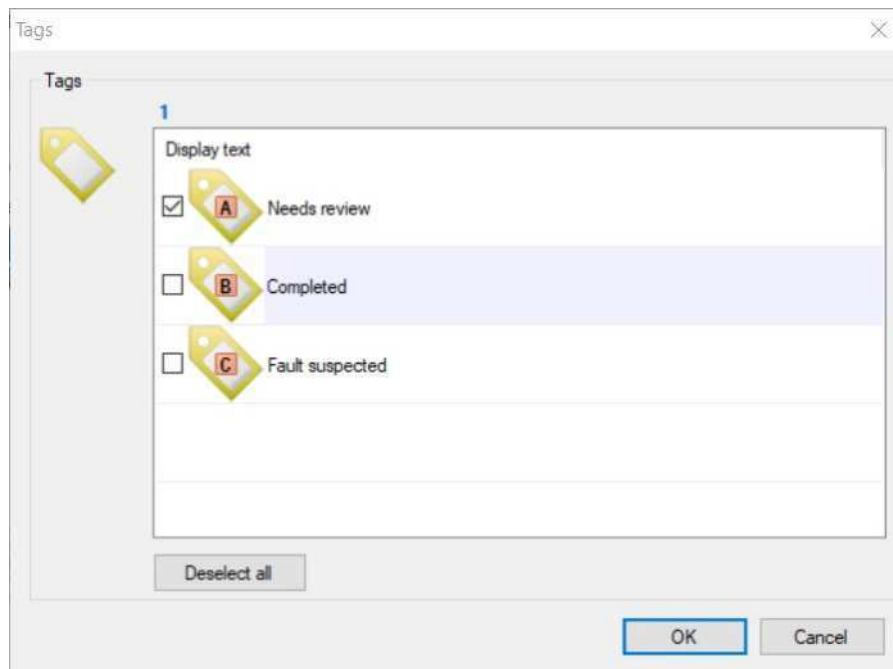 Tags
Tags
1
Display text
A Needs review
B Completed
C Fault suspected
Deselect all
OK Cancel